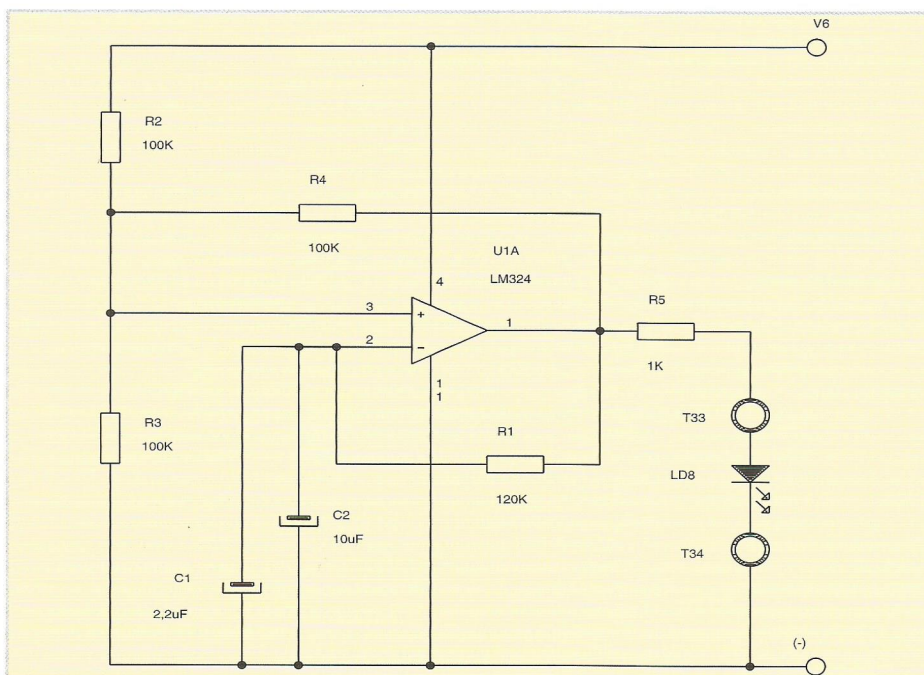 V6
R2
100K
R4
100K
U1A
LM324
4
3
+
1
2
−
1
1
R5
1K
R3
100K
R1
120K
T33
LD8
C2
10uF
T34
C1
2,2uF
(-)